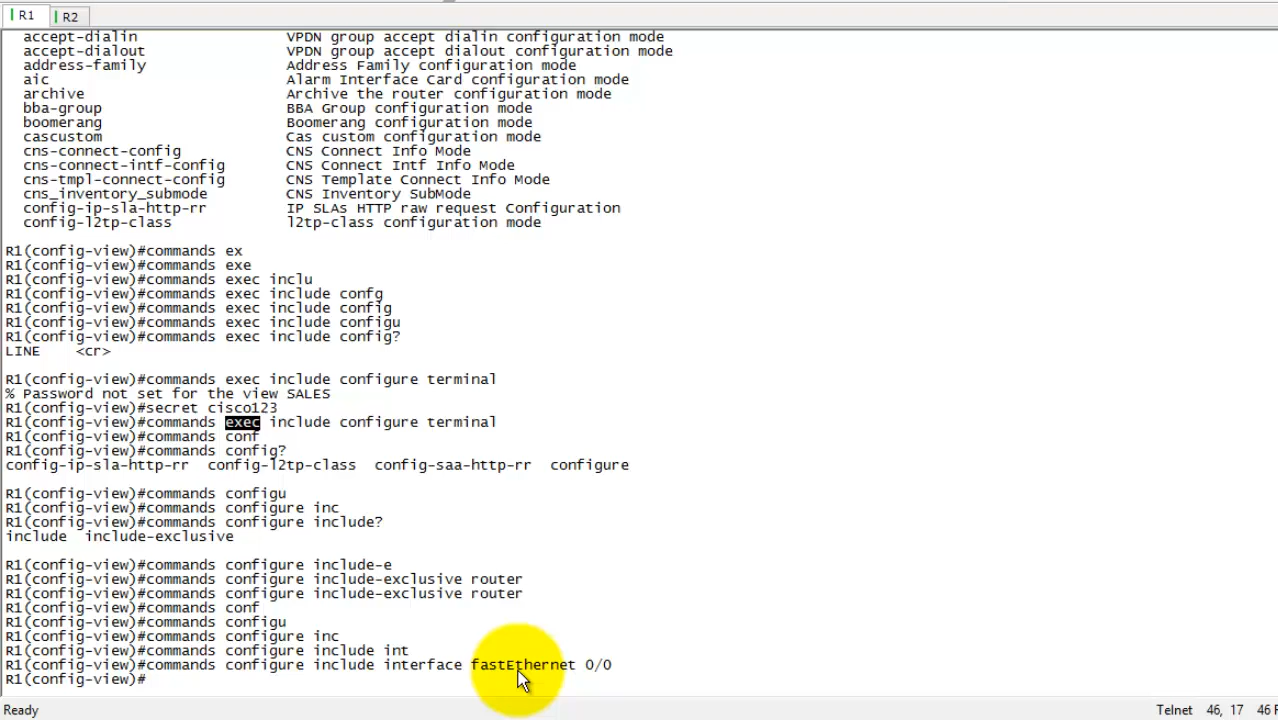 R1 R2
accept-dialin VPDN group accept dialin configuration mode
accept-dialout VPDN group accept dialout configuration mode
address-family Address Family configuration mode
aic Alarm Interface Card configuration mode
archive Archive the router configuration mode
bba-group BBA Group configuration mode
boomerang Boomerang configuration mode
cascustom Cas custom configuration mode
cns-connect-config CNS Connect Info Mode
cns-connect-intf-config CNS Connect Intf Info Mode
cns-tmpl-connect-config CNS Template Connect Info Mode
cns_inventory_submode CNS Inventory SubMode
config-ip-sla-http-rr IP SLAs HTTP raw request Configuration
config-l2tp-class l2tp-class configuration mode
R1(config-view)#commands ex
R1(config-view)#commands exe
R1(config-view)#commands exec inclu
R1(config-view)#commands exec include confg
R1(config-view)#commands exec include config
R1(config-view)#commands exec include configu
R1(config-view)#commands exec include config?
LINE <cr>
R1(config-view)#commands exec include configure terminal
% Password not set for the view SALES
R1(config-view)#secret cisco123
R1(config-view)#commands exec include configure terminal
R1(config-view)#commands conf
R1(config-view)#commands config?
config-ip-sla-http-rr config-l2tp-class config-saa-http-rr configure
R1(config-view)#commands configu
R1(config-view)#commands configure inc
R1(config-view)#commands configure include?
include include-exclusive
R1(config-view)#commands configure include-e
R1(config-view)#commands configure include-exclusive router
R1(config-view)#commands configure include-exclusive router
R1(config-view)#commands conf
R1(config-view)#commands configu
R1(config-view)#commands configure inc
R1(config-view)#commands configure include int
R1(config-view)#commands configure include interface fastEthernet 0/0
R1(config-view)#
Ready Telnet 46, 17 46